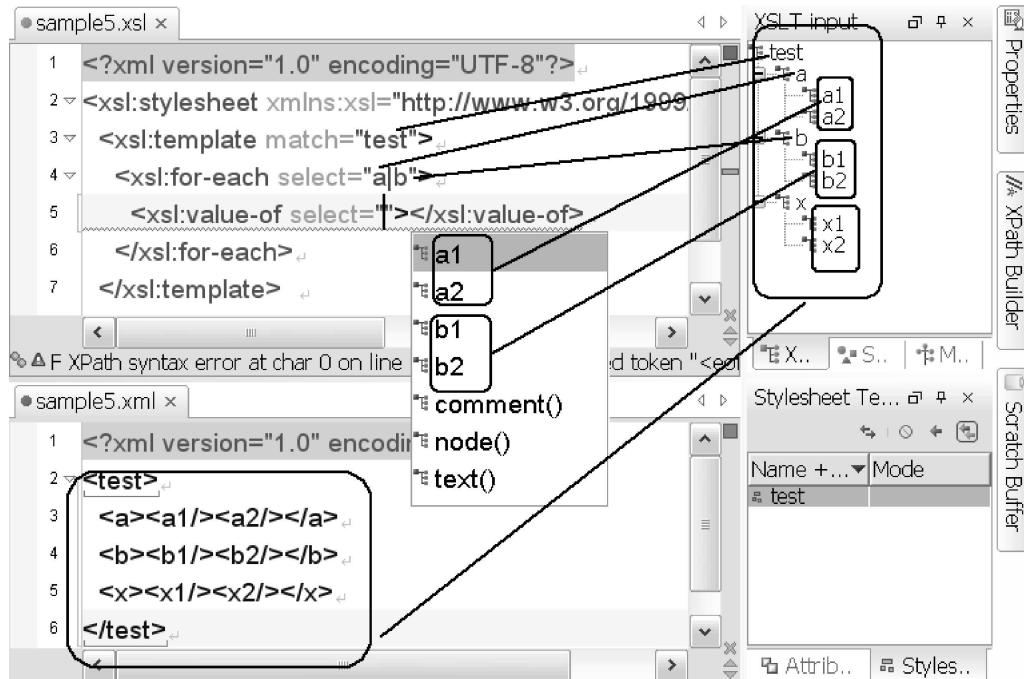 sample5.xsl ×
1 <?xml version="1.0" encoding="UTF-8"?>
2 <xsl:stylesheet xmlns:xsl="http://www.w3.org/1999
3 <xsl:template match="test">
4 <xsl:for-each select="a|b">
5 <xsl:value-of select=""></xsl:value-of>
6 </xsl:for-each>
7 </xsl:template>
a1
a2
b1
b2
comment()
node()
text()
F XPath syntax error at char 0 on line
ed token "<eo
sample5.xml ×
1 <?xml version="1.0" encodi
2 <test>
3 <a><a1/><a2/></a>
4 <b><b1/><b2/></b>
5 <x><x1/><x2/></x>
6 </test>
XSLT input
test
a
a1
a2
b
b1
b2
x
x1
x2
X..
S..
M..
Stylesheet Te...
Name +...
Mode
test
Attrib..
Styles..
Properties
XPath Builder
Scratch Buffer